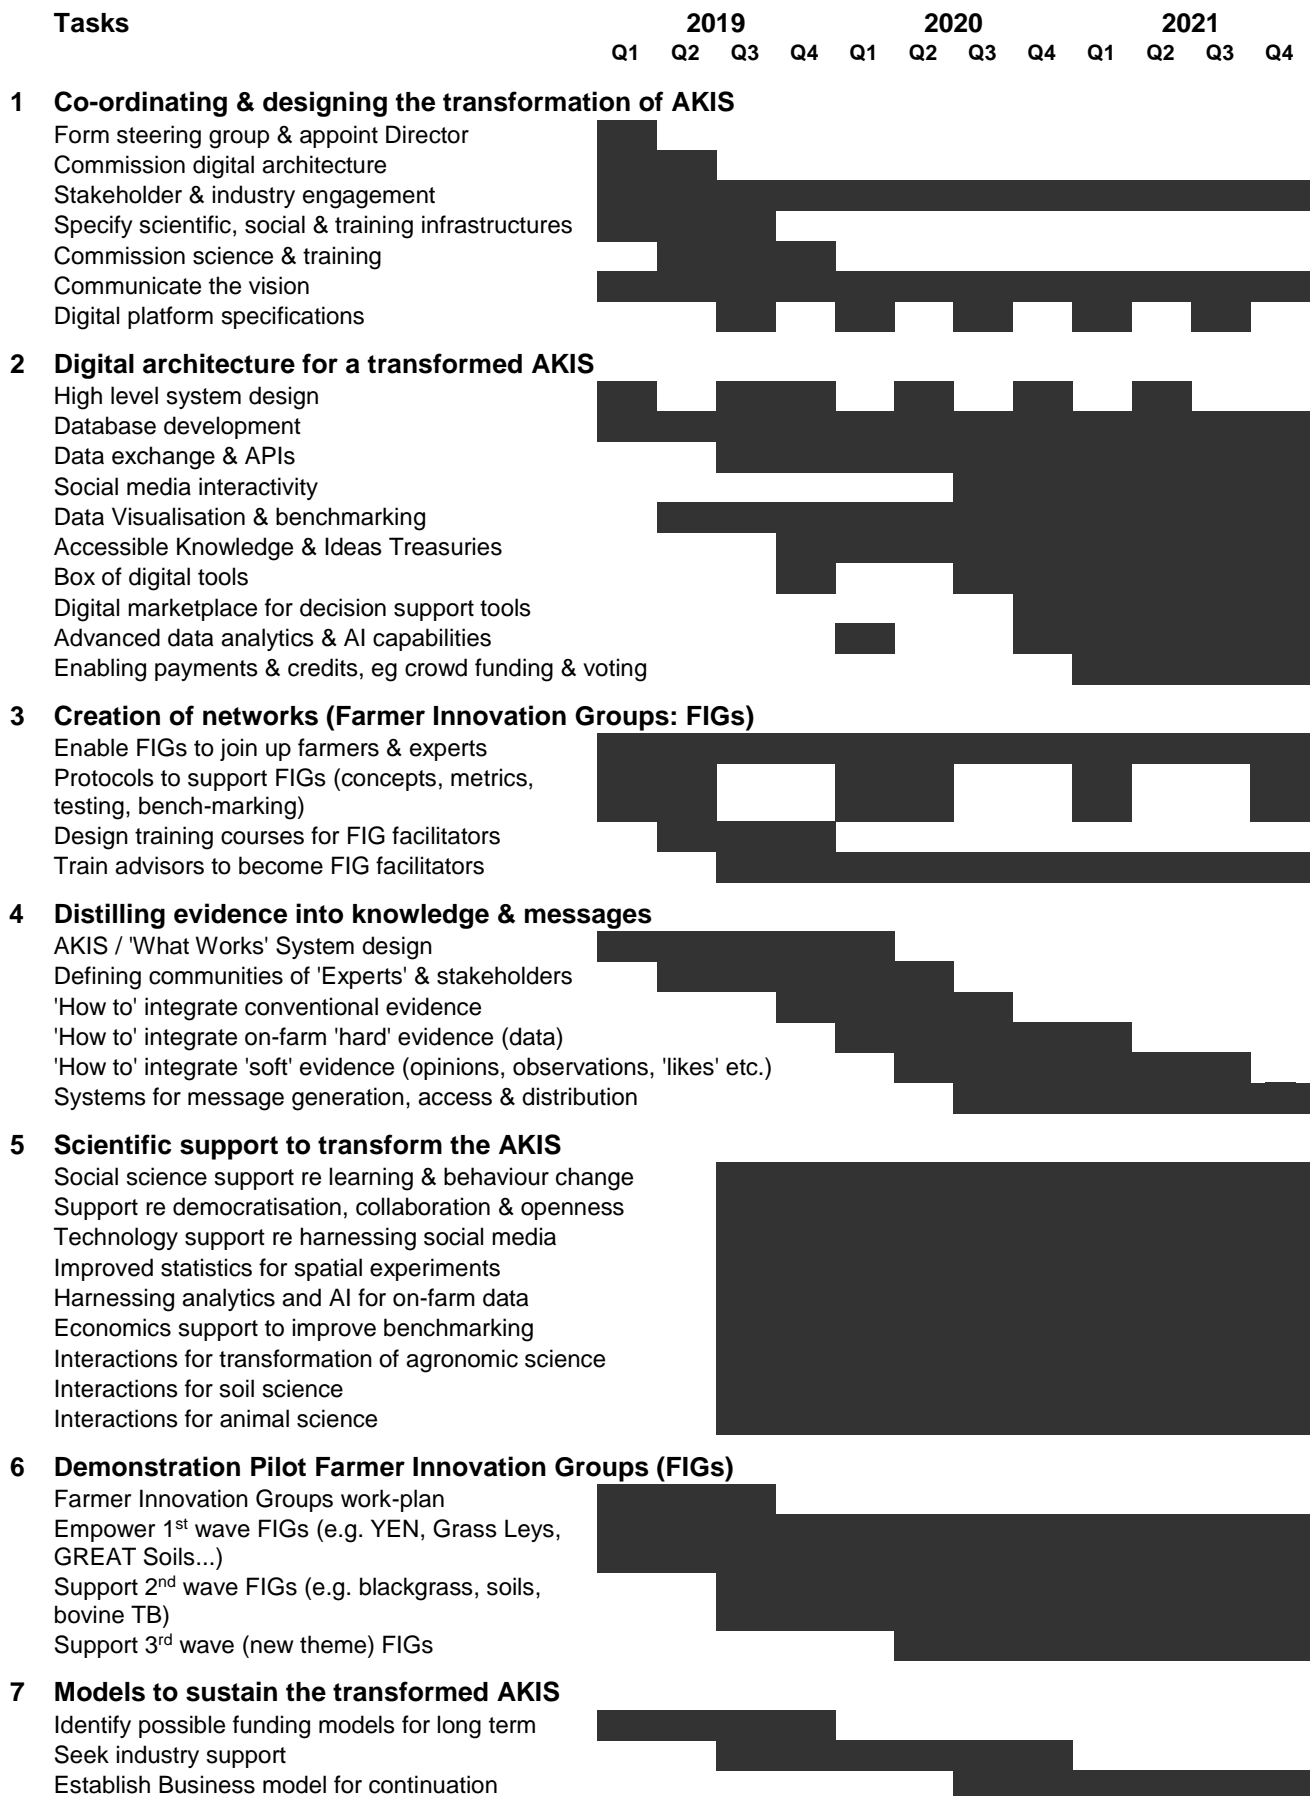 Tasks 2019 2020 2021
Q1 Q2 Q3 Q4 Q1 Q2 Q3 Q4 Q1 Q2 Q3 Q4
1 Co-ordinating & designing the transformation of AKIS
Form steering group & appoint Director
Commission digital architecture
Stakeholder & industry engagement
Specify scientific, social & training infrastructures
Commission science & training
Communicate the vision
Digital platform specifications
2 Digital architecture for a transformed AKIS
High level system design
Database development
Data exchange & APIs
Social media interactivity
Data Visualisation & benchmarking
Accessible Knowledge & Ideas Treasuries
Box of digital tools
Digital marketplace for decision support tools
Advanced data analytics & AI capabilities
Enabling payments & credits, eg crowd funding & voting
3 Creation of networks (Farmer Innovation Groups: FIGs)
Enable FIGs to join up farmers & experts
Protocols to support FIGs (concepts, metrics,
testing, bench-marking)
Design training courses for FIG facilitators
Train advisors to become FIG facilitators
4 Distilling evidence into knowledge & messages
AKIS / 'What Works' System design
Defining communities of 'Experts' & stakeholders
'How to' integrate conventional evidence
'How to' integrate on-farm 'hard' evidence (data)
'How to' integrate 'soft' evidence (opinions, observations, 'likes' etc.)
Systems for message generation, access & distribution
5 Scientific support to transform the AKIS
Social science support re learning & behaviour change
Support re democratisation, collaboration & openness
Technology support re harnessing social media
Improved statistics for spatial experiments
Harnessing analytics and AI for on-farm data
Economics support to improve benchmarking
Interactions for transformation of agronomic science
Interactions for soil science
Interactions for animal science
6 Demonstration Pilot Farmer Innovation Groups (FIGs)
Farmer Innovation Groups work-plan
Empower 1st wave FIGs (e.g. YEN, Grass Leys,
GREAT Soils...)
Support 2nd wave FIGs (e.g. blackgrass, soils,
bovine TB)
Support 3rd wave (new theme) FIGs
7 Models to sustain the transformed AKIS
Identify possible funding models for long term
Seek industry support
Establish Business model for continuation